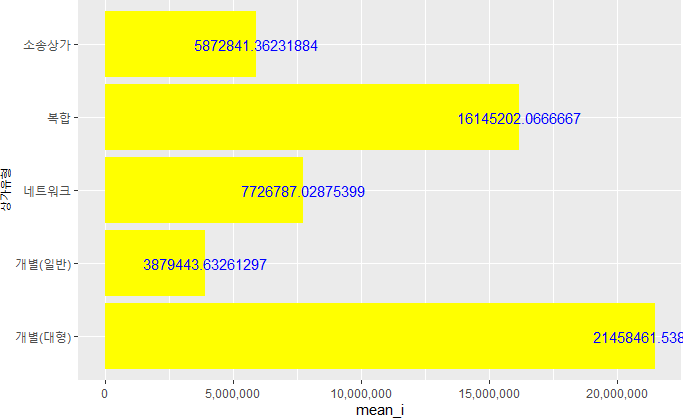 소송상가
5872841.36231884
복합
16145202.0666667
상가유형
네트워크
7726787.02875399
개별(일반)
3879443.63261297
개별(대형)
21458461.538
0
5,000,000
10,000,000
15,000,000
20,000,000
mean_i